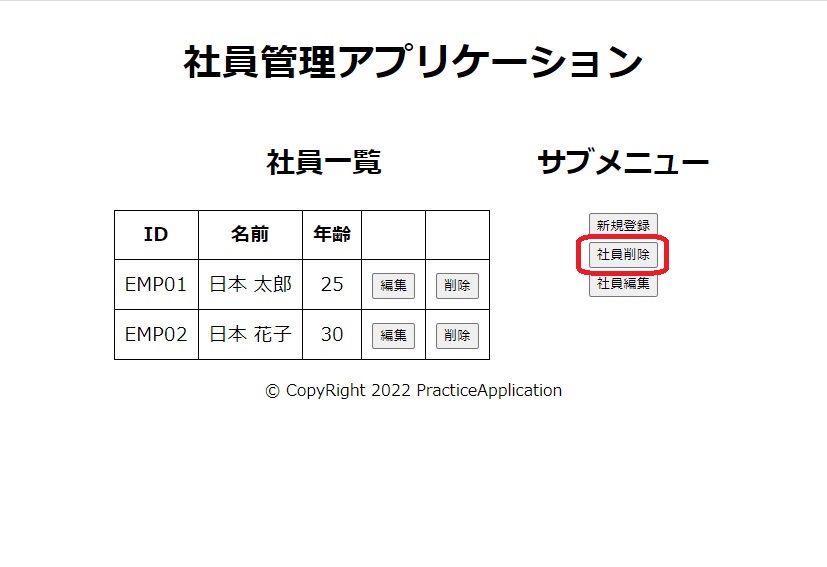 社員管理アプリケーション
社員一覧
ID 名前 年齢
EMP01 日本 太郎 25 編集 削除
EMP02 日本 花子 30 編集 削除
サブメニュー
新規登録
社員削除
社員編集
© CopyRight 2022 PracticeApplication